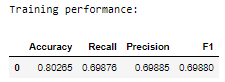 Training performance:
Accuracy Recall Precision F1
0 0.80265 0.69876 0.69885 0.69880